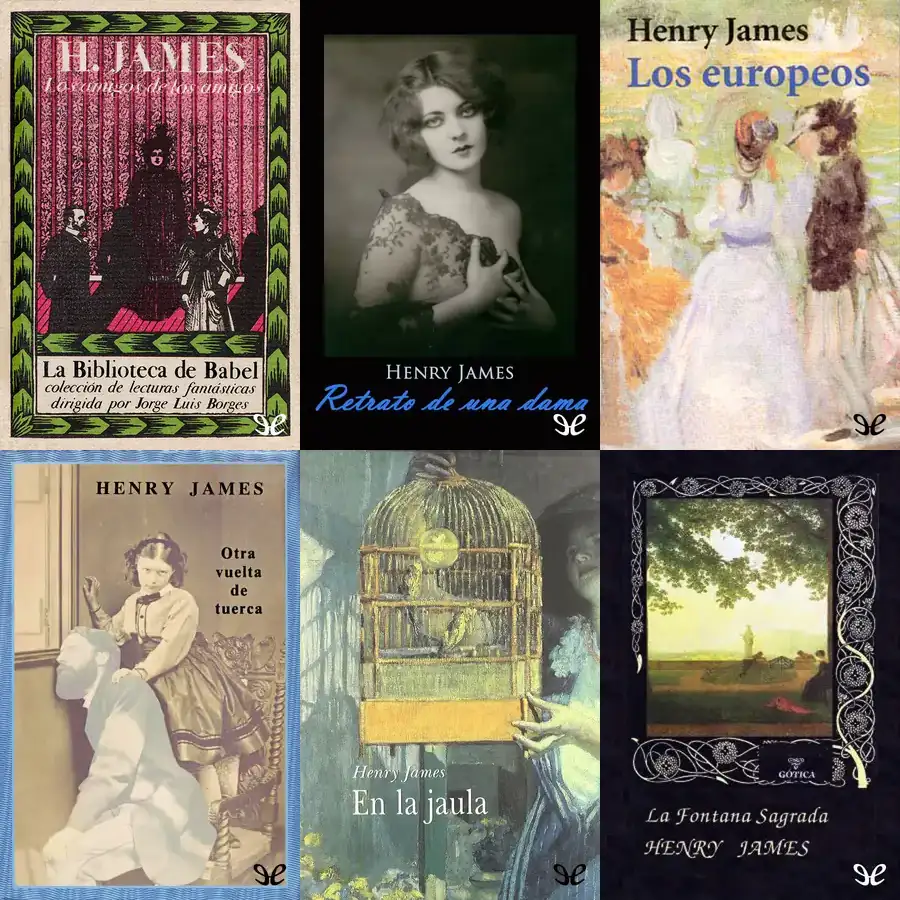 H. JAMES
Los amigos de los amigos
La Biblioteca de Babel
colección de lecturas fantásticas
dirigida por Jorge Luis Borges
HENRY JAMES
Retrato de una dama
Henry James
Los europeos
HENRY JAMES
Otra
vuelta
de
tuerca
Henry James
En la jaula
GÓTICA
La Fontana Sagrada
HENRY JAMES